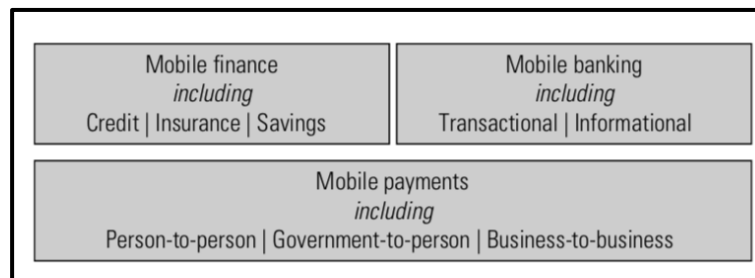 Mobile finance
including
Credit | Insurance | Savings
Mobile banking
including
Transactional | Informational
Mobile payments
including
Person-to-person | Government-to-person | Business-to-business